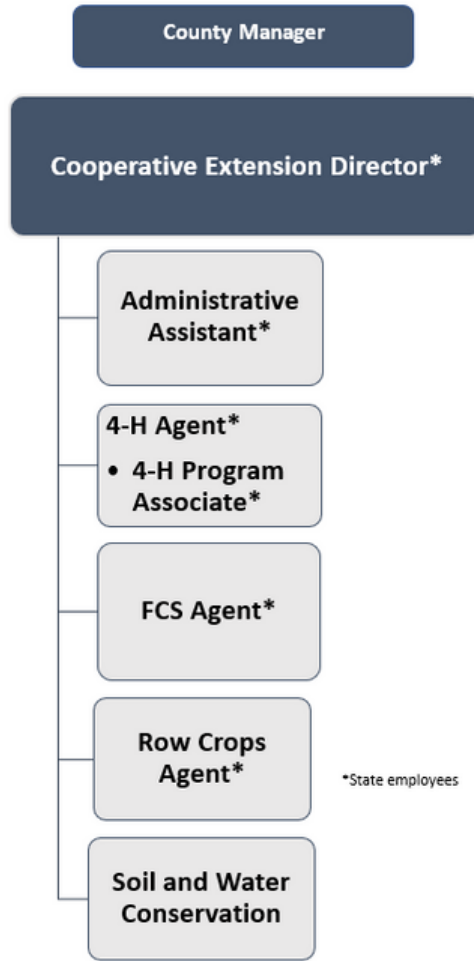 County Manager
Cooperative Extension Director*
Administrative
Assistant*
4-H Agent*
• 4-H Program
Associate*
FCS Agent*
Row Crops
Agent*
*State employees
Soil and Water
Conservation